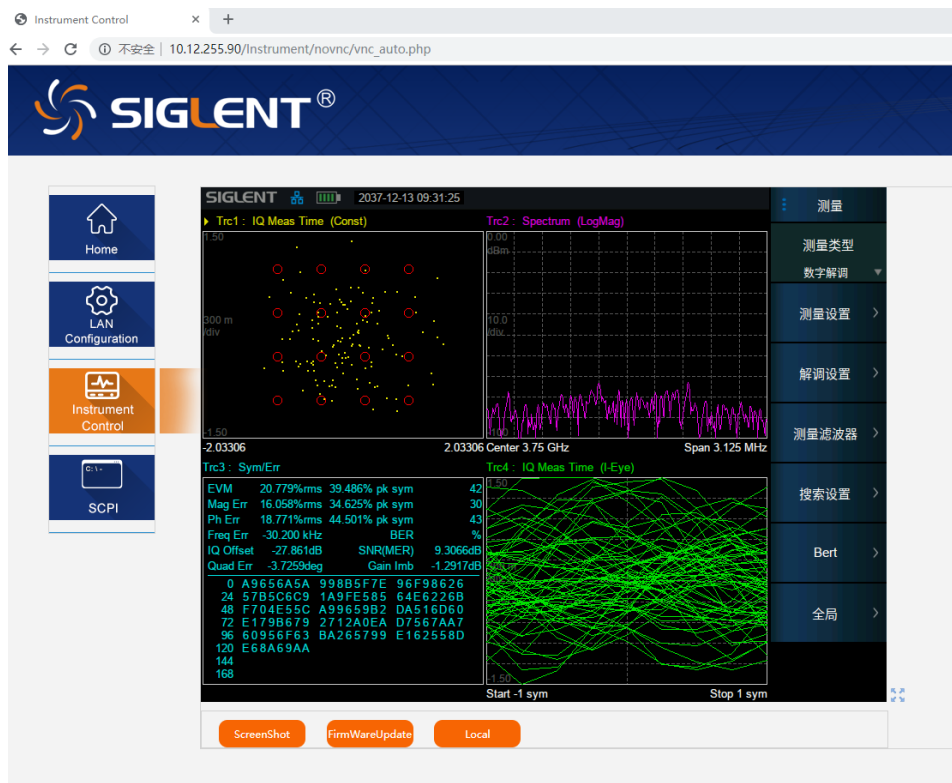 Instrument Control
不安全 | 10.12.255.90/Instrument/novnc/vnc_auto.php
SIGLENT®
Home
LAN
Configuration
Instrument
Control
C:\-
SCPI
SIGLENT 2037-12-13 09:31:25
Trc1 : IQ Meas Time (Const)
1.50
300 m
/div
-1.50
-2.03306 2.03306
Trc2 : Spectrum (LogMag)
0.00
dBm
10.0
/div
-100
Center 3.75 GHz Span 3.125 MHz
Trc3 : Sym/Err
EVM 20.779%rms 39.486% pk sym 42
Mag Err 16.058%rms 34.625% pk sym 30
Ph Err 18.771%rms 44.501% pk sym 43
Freq Err -30.200 kHz BER %
IQ Offset -27.861dB SNR(MER) 9.3066dB
Quad Err -3.7259deg Gain Imb -1.2917dB
0 A9656A5A 998B5F7E 96F98626
24 57B5C6C9 1A9FE585 64E6226B
48 F704E55C A99659B2 DA516D60
72 E179B679 2712A0EA D7567AA7
96 60956F63 BA265799 E162558D
120 E68A69AA
144
168
Trc4 : IQ Meas Time (I-Eye)
1.50
-1.50
Start -1 sym Stop 1 sym
测量
测量类型
数字解调
测量设置
解调设置
测量滤波器
搜索设置
Bert
全局
ScreenShot
FirmWareUpdate
Local